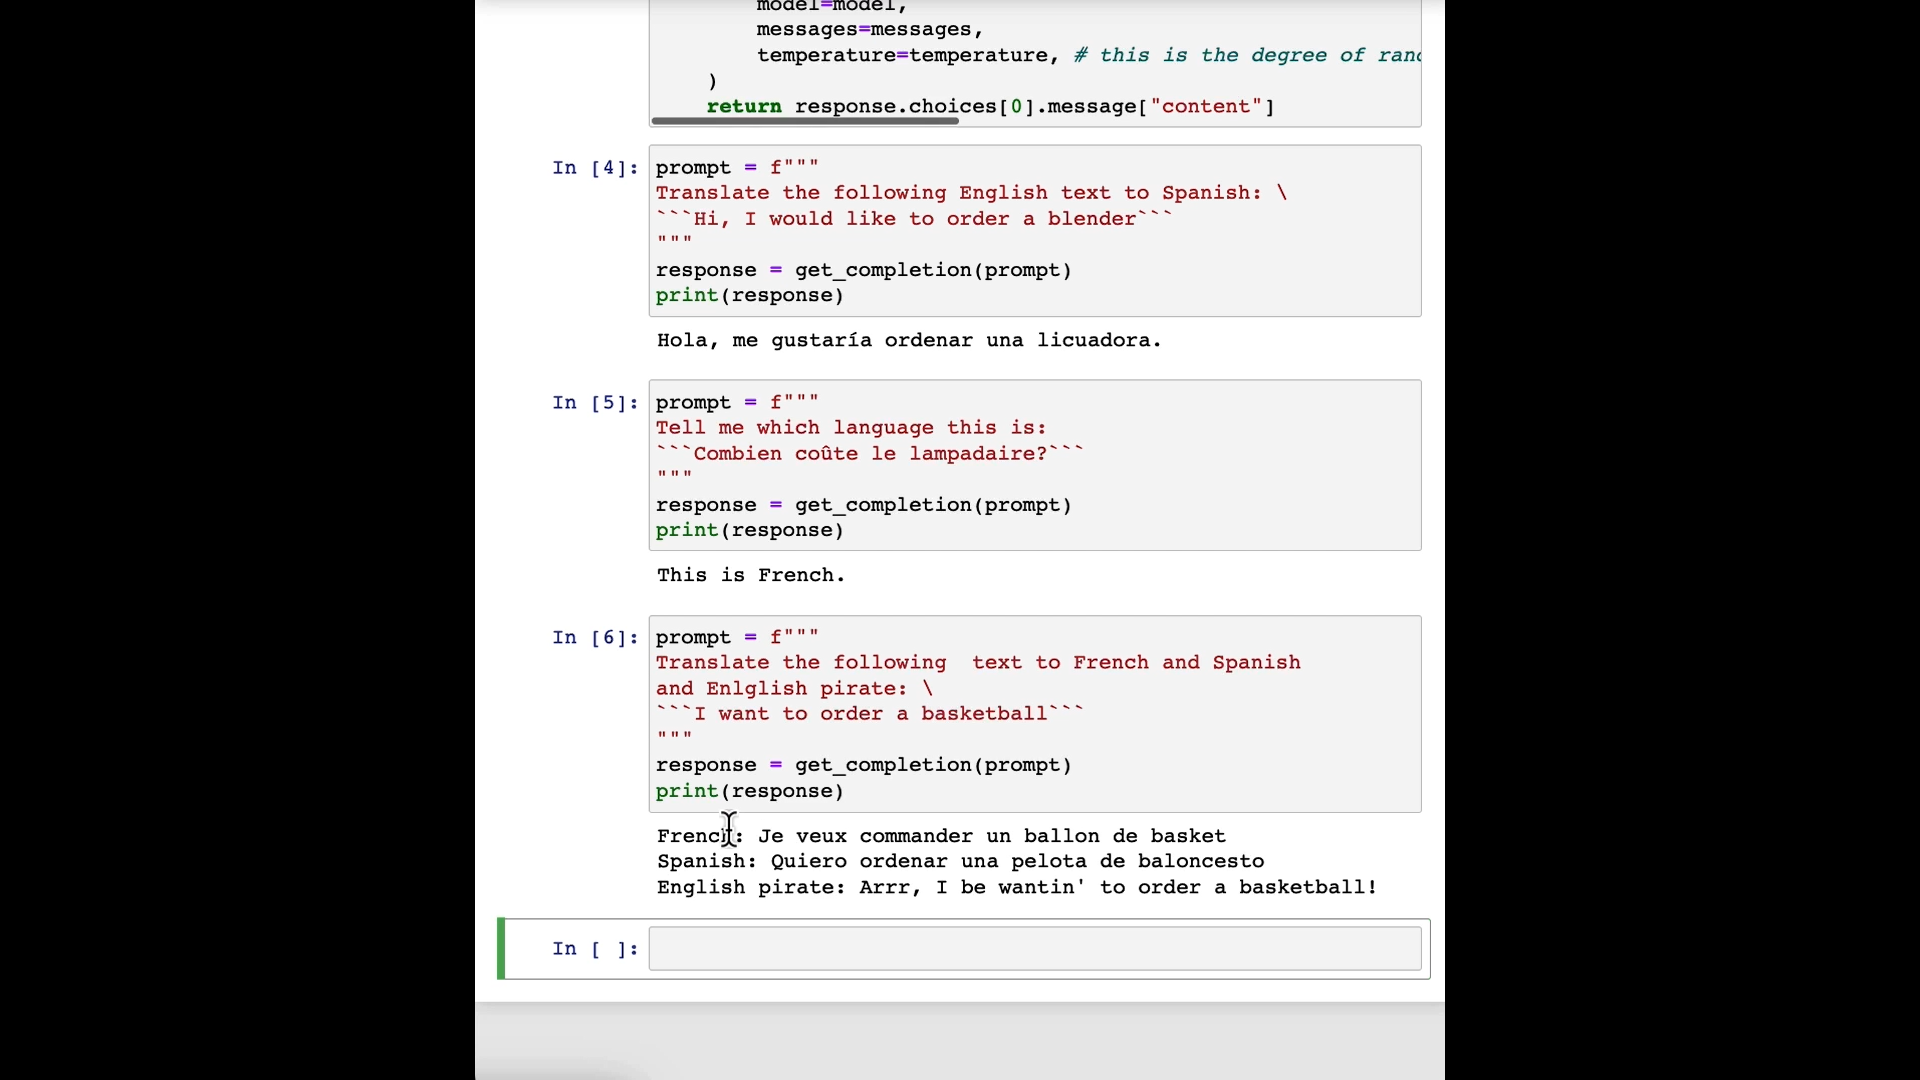 model=model,
messages=messages,
temperature=temperature, # this is the degree of
)
return response.choices[0].message["content"]
In [4]:
prompt = f"""
Translate the following English text to Spanish: \
```Hi, I would like to order a blender```
"""
response = get_completion(prompt)
print(response)
Hola, me gustaría ordenar una licuadora.
In [5]:
prompt = f"""
Tell me which language this is:
```Combien coûte le lampadaire?```
"""
response = get_completion(prompt)
print(response)
This is French.
In [6]:
prompt = f"""
Translate the following  text to French and Spanish
and Enlglish pirate: \
```I want to order a basketball```
"""
response = get_completion(prompt)
print(response)
French: Je veux commander un ballon de basket
Spanish: Quiero ordenar una pelota de baloncesto
English pirate: Arrr, I be wantin' to order a basketball!
In [ ]: